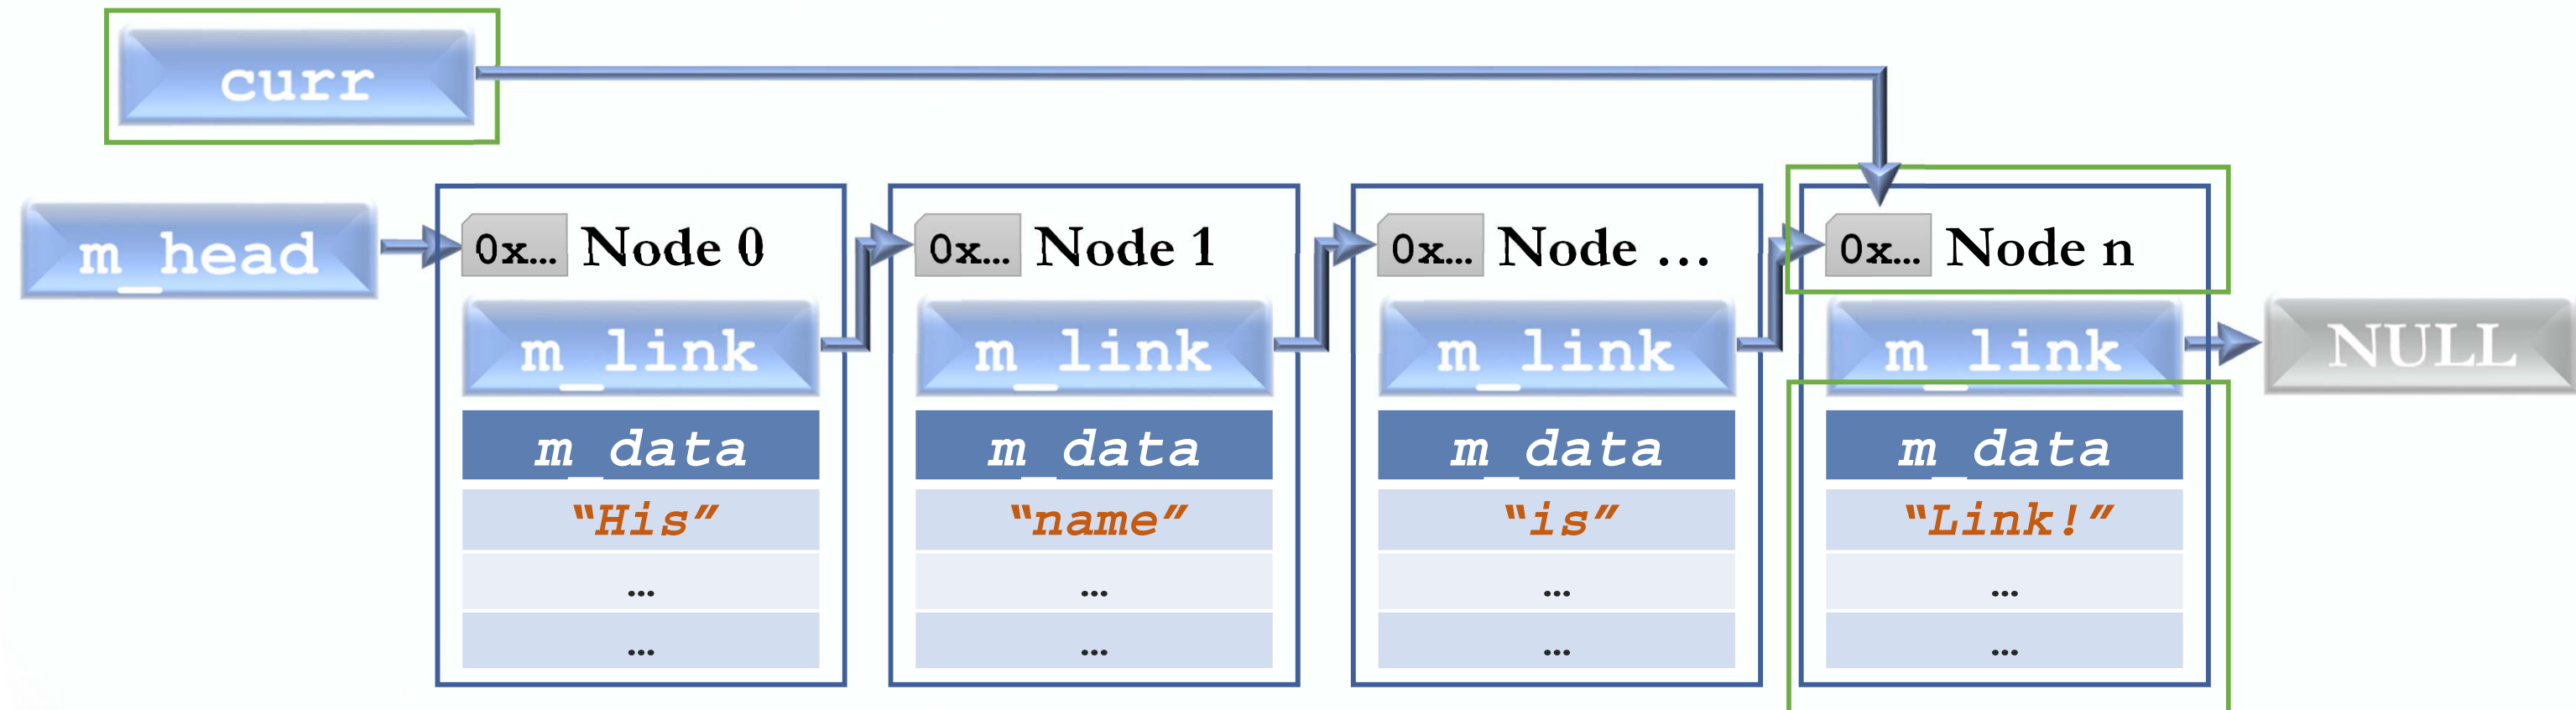 curr
m_head
0x... Node 0
0x... Node 1
0x... Node ...
0x... Node n
m_link
m_link
m_link
m_link
NULL
m_data
m_data
m_data
m_data
“His”
“name”
“is”
“Link!”
...
...
...
...
...
...
...
...